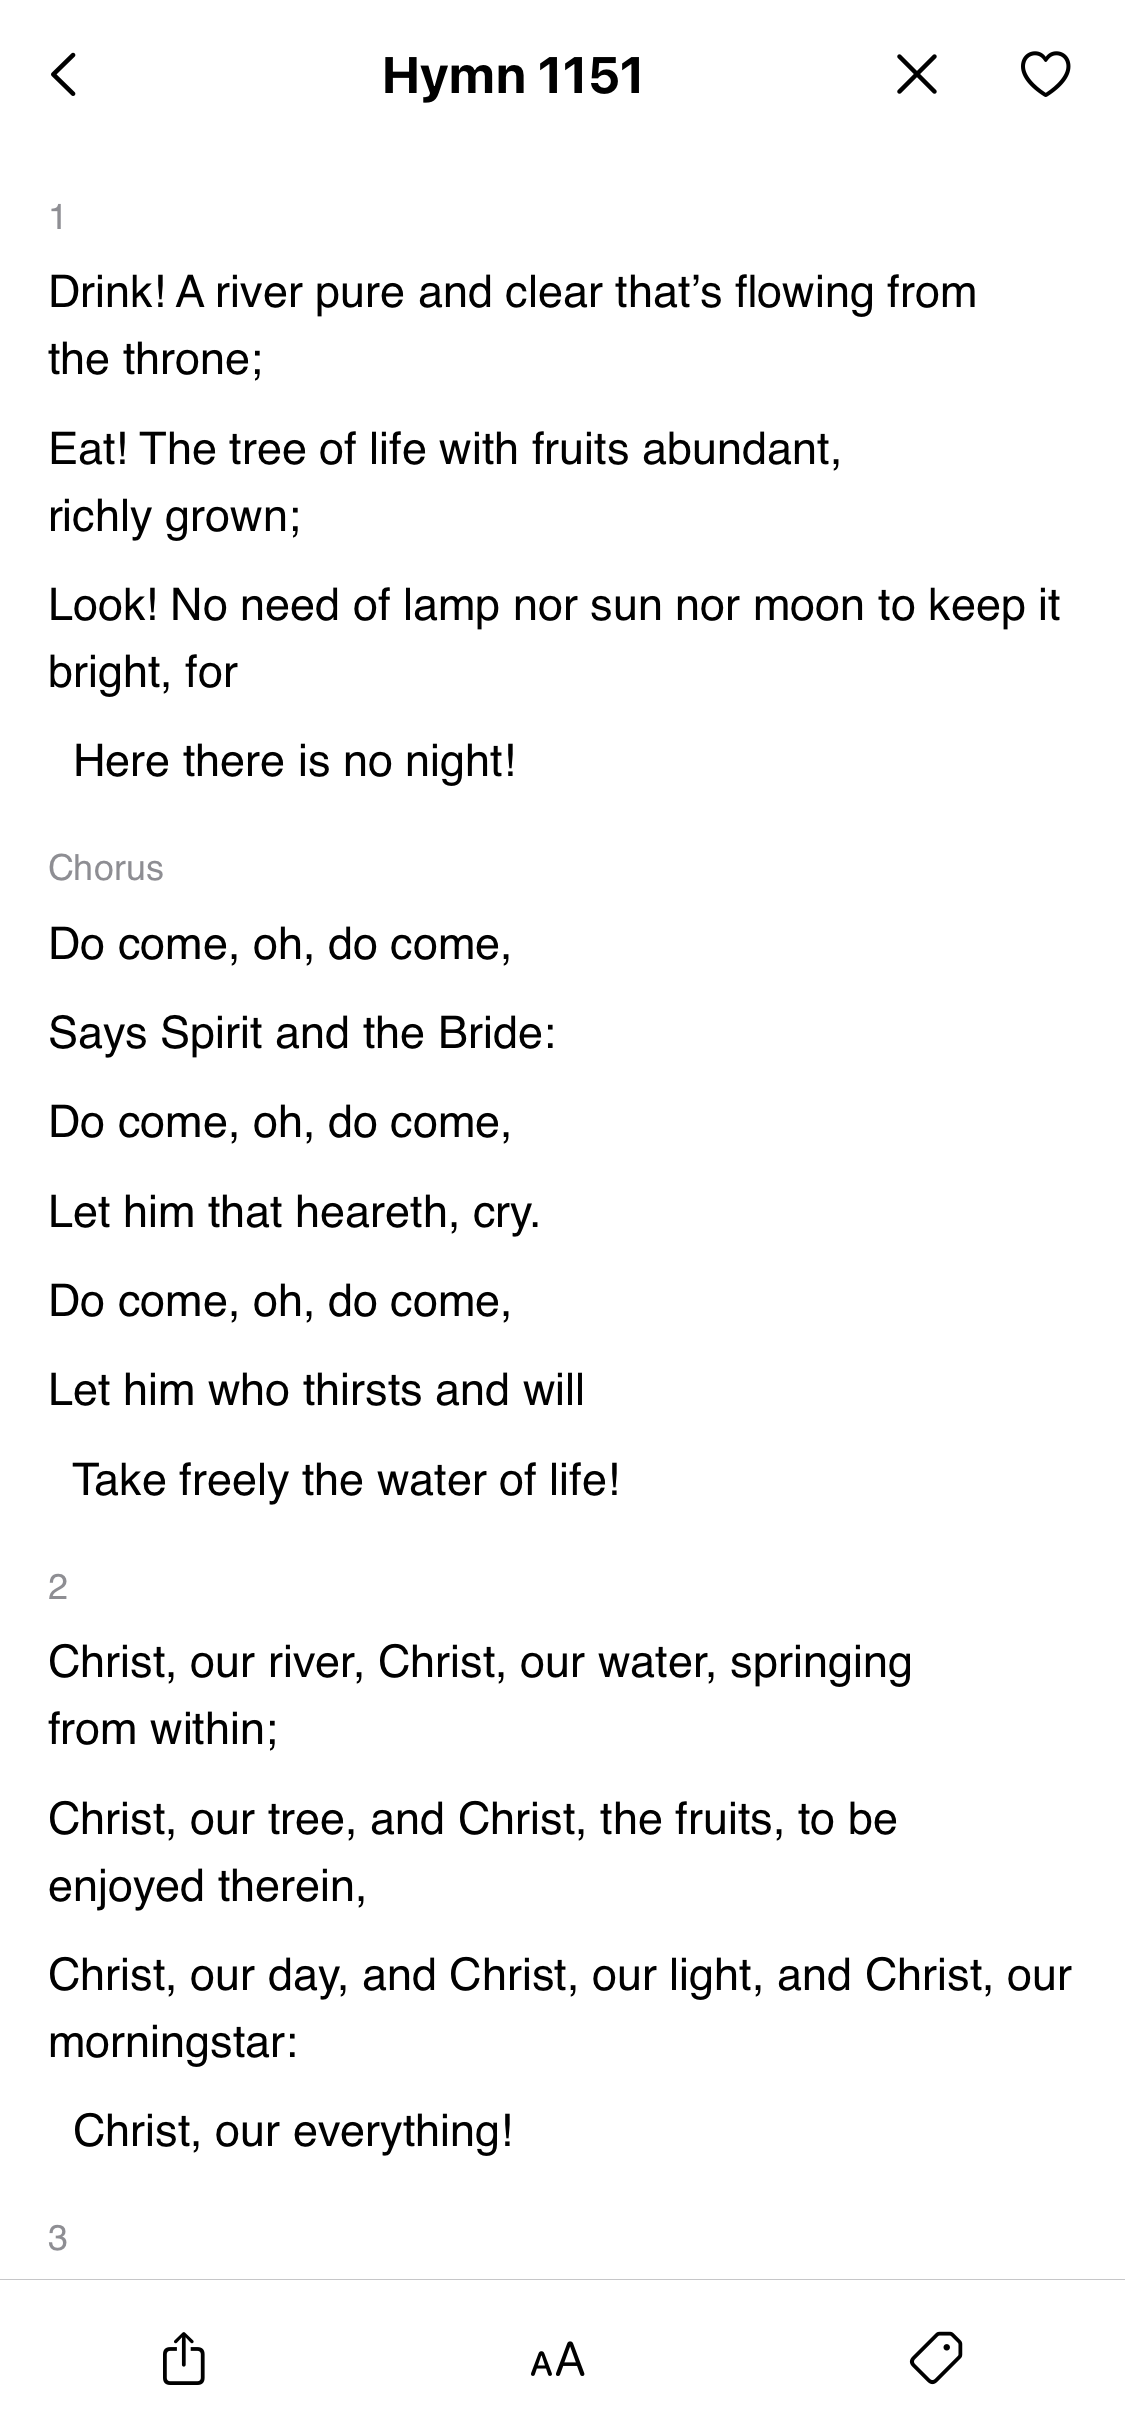 Hymn 1151
1
Drink! A river pure and clear that’s flowing from
the throne;
Eat! The tree of life with fruits abundant,
richly grown;
Look! No need of lamp nor sun nor moon to keep it
bright, for
Here there is no night!
Chorus
Do come, oh, do come,
Says Spirit and the Bride:
Do come, oh, do come,
Let him that heareth, cry.
Do come, oh, do come,
Let him who thirsts and will
Take freely the water of life!
2
Christ, our river, Christ, our water, springing
from within;
Christ, our tree, and Christ, the fruits, to be
enjoyed therein,
Christ, our day, and Christ, our light, and Christ, our
morningstar:
Christ, our everything!
3
AA